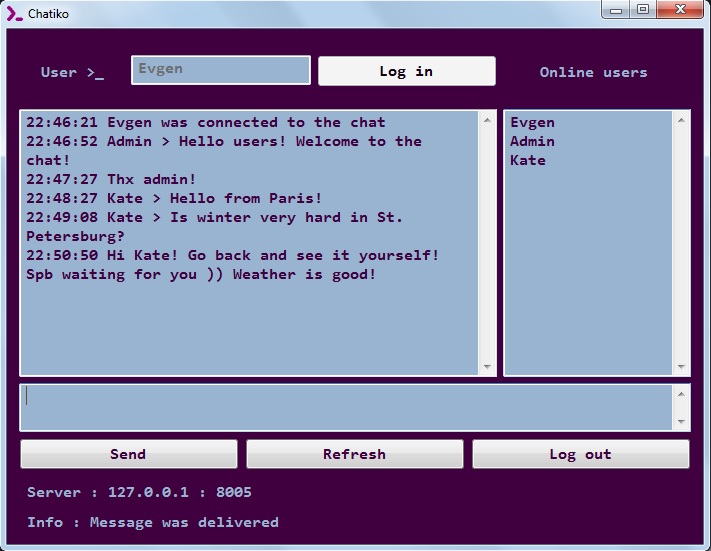 Chatiko
User >_ Evgen Log in Online users
22:46:21 Evgen was connected to the chat
22:46:52 Admin > Hello users! Welcome to the
chat!
22:47:27 Thx admin!
22:48:27 Kate > Hello from Paris!
22:49:08 Kate > Is winter very hard in St.
Petersburg?
22:50:50 Hi Kate! Go back and see it yourself!
Spb waiting for you )) Weather is good!
Evgen
Admin
Kate
Send Refresh Log out
Server : 127.0.0.1 : 8005
Info : Message was delivered